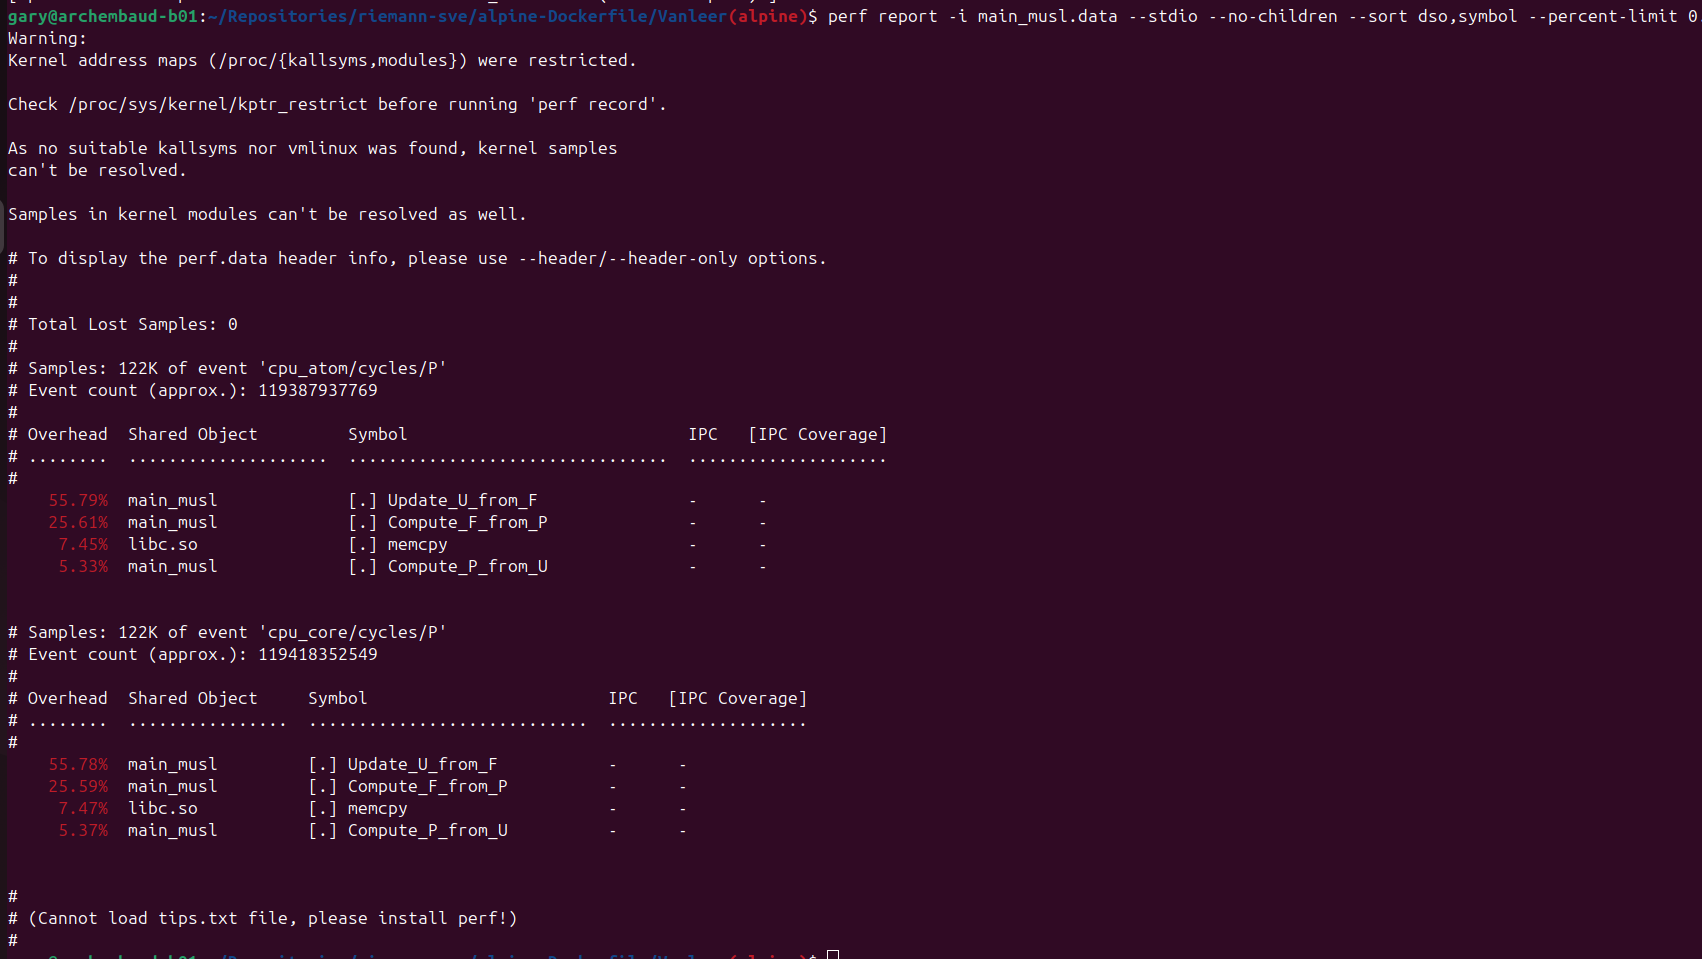 gary@archembaud-b01:~/Repositories/riemann-sve/alpine-Dockerfile/Vanleer(alpine)$ perf report -i main_musl.data --stdio --no-children --sort dso,symbol --percent-limit 0
Warning:
Kernel address maps (/proc/{kallsyms,modules}) were restricted.
Check /proc/sys/kernel/kptr_restrict before running 'perf record'.
As no suitable kallsyms nor vmlinux was found, kernel samples
can't be resolved.
Samples in kernel modules can't be resolved as well.
# To display the perf.data header info, please use --header/--header-only options.
#
#
# Total Lost Samples: 0
#
# Samples: 122K of event 'cpu_atom/cycles/P'
# Event count (approx.): 119387937769
#
# Overhead  Shared Object         Symbol                            IPC   [IPC Coverage]
# ........  ....................  ................................  ....................
#
    55.79%  main_musl             [.] Update_U_from_F               -      -
    25.61%  main_musl             [.] Compute_F_from_P              -      -
     7.45%  libc.so               [.] memcpy                        -      -
     5.33%  main_musl             [.] Compute_P_from_U              -      -
# Samples: 122K of event 'cpu_core/cycles/P'
# Event count (approx.): 119418352549
#
# Overhead  Shared Object     Symbol                        IPC   [IPC Coverage]
# ........  ................  ............................  ....................
#
    55.78%  main_musl         [.] Update_U_from_F           -      -
    25.59%  main_musl         [.] Compute_F_from_P          -      -
     7.47%  libc.so           [.] memcpy                    -      -
     5.37%  main_musl         [.] Compute_P_from_U          -      -
#
# (Cannot load tips.txt file, please install perf!)
#